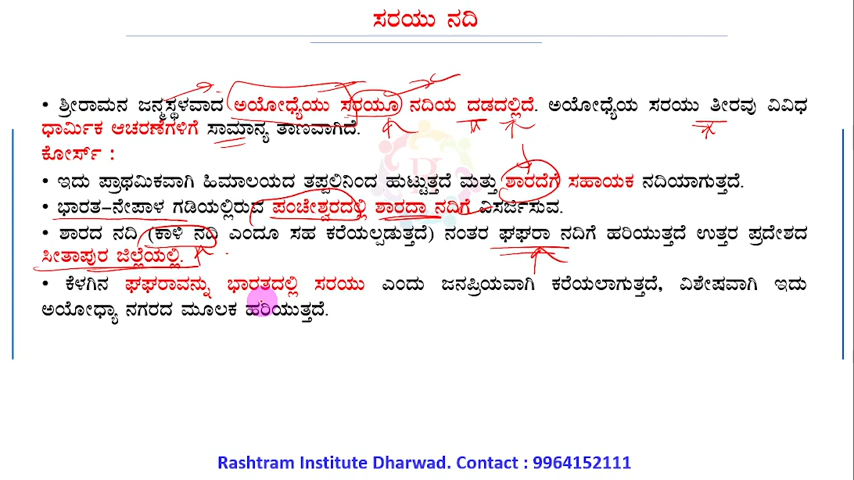 ಸರಯು ನದಿ
• ಶ್ರೀರಾಮನ ಜನ್ಮಸ್ಥಳವಾದ ಅಯೋಧ್ಯೆಯು ಸರಯೂ ನದಿಯ ದಡದಲ್ಲಿದೆ. ಅಯೋಧ್ಯೆಯ ಸರಯು ತೀರವು ವಿವಿಧ
ಧಾರ್ಮಿಕ ಆಚರಣೆಗಳಿಗೆ ಸಾಮಾನ್ಯ ತಾಣವಾಗಿದೆ.
ಕೋರ್ಸ್ :
• ಇದು ಪ್ರಾಥಮಿಕವಾಗಿ ಹಿಮಾಲಯದ ತಪ್ಪಲಿನಿಂದ ಹುಟ್ಟುತ್ತದೆ ಮತ್ತು ಶಾರದೆಗೆ ಸಹಾಯಕ ನದಿಯಾಗುತ್ತದೆ.
• ಭಾರತ-ನೇಪಾಳ ಗಡಿಯಲ್ಲಿರುವ ಪಂಚೇಶ್ವರದಲ್ಲಿ ಶಾರದಾ ನದಿಗೆ ವಿಸರ್ಜಿಸುವ.
• ಶಾರದ ನದಿ (ಕಾಳಿ ನದಿ ಎಂದೂ ಸಹ ಕರೆಯಲ್ಪಡುತ್ತದೆ) ನಂತರ ಘಘರಾ ನದಿಗೆ ಹರಿಯುತ್ತದೆ ಉತ್ತರ ಪ್ರದೇಶದ
ಸೀತಾಪುರ ಜಿಲ್ಲೆಯಲ್ಲಿ.
• ಕೆಳಗಿನ ಘಘರಾವನ್ನು ಭಾರತದಲ್ಲಿ ಸರಯು ಎಂದು ಜನಪ್ರಿಯವಾಗಿ ಕರೆಯಲಾಗುತ್ತದೆ, ವಿಶೇಷವಾಗಿ ಇದು
ಅಯೋಧ್ಯಾ ನಗರದ ಮೂಲಕ ಹರಿಯುತ್ತದೆ.
Rashtram Institute Dharwad. Contact : 9964152111